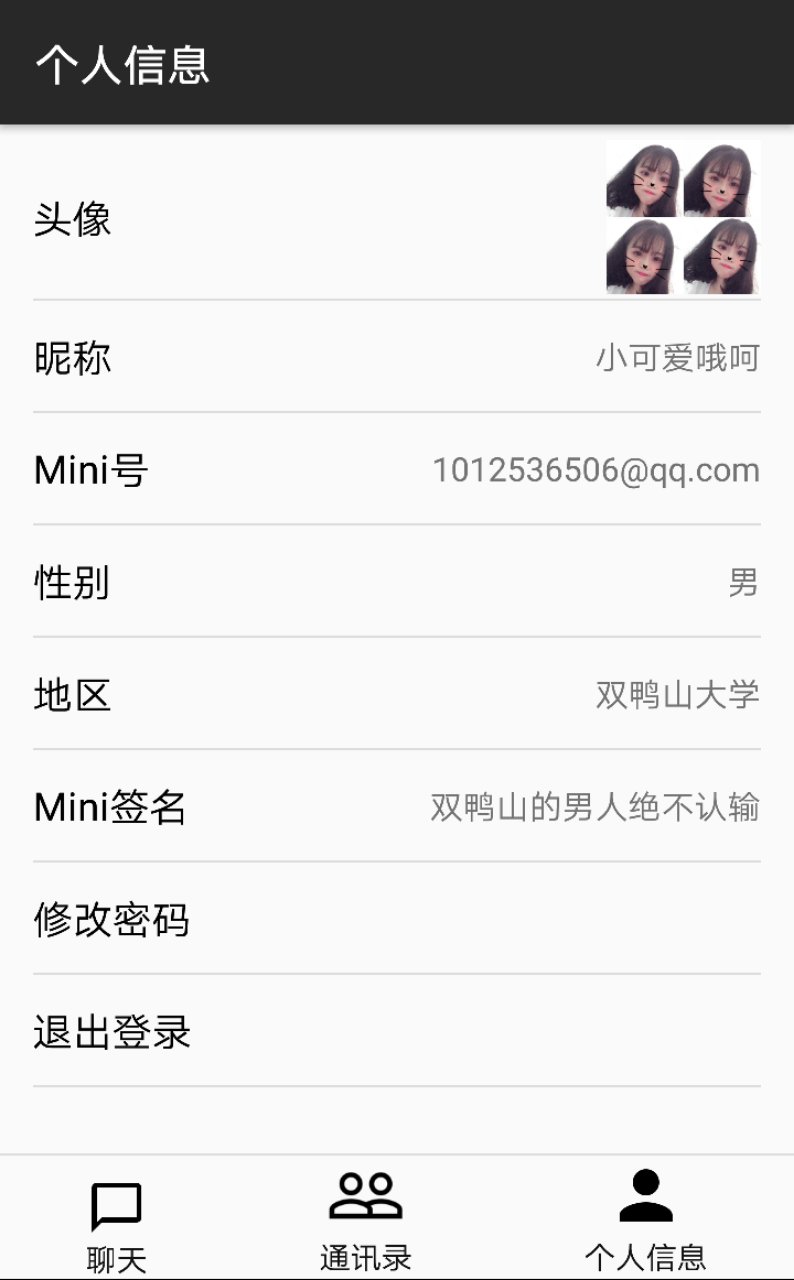 个人信息
头像
昵称 小可爱哦呵
Mini号 1012536506@qq.com
性别 男
地区 双鸭山大学
Mini签名 双鸭山的男人绝不认输
修改密码
退出登录
聊天 通讯录 个人信息